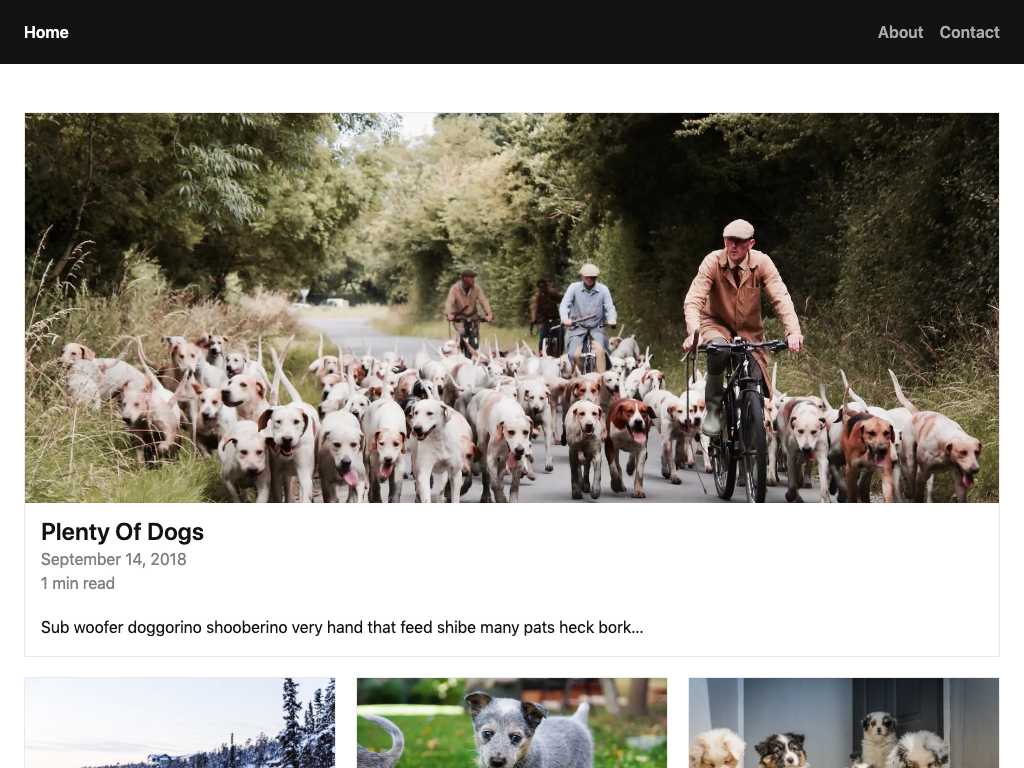 Home
About
Contact
Plenty Of Dogs
September 14, 2018
1 min read
Sub woofer doggorino shooberino very hand that feed shibe many pats heck bork...